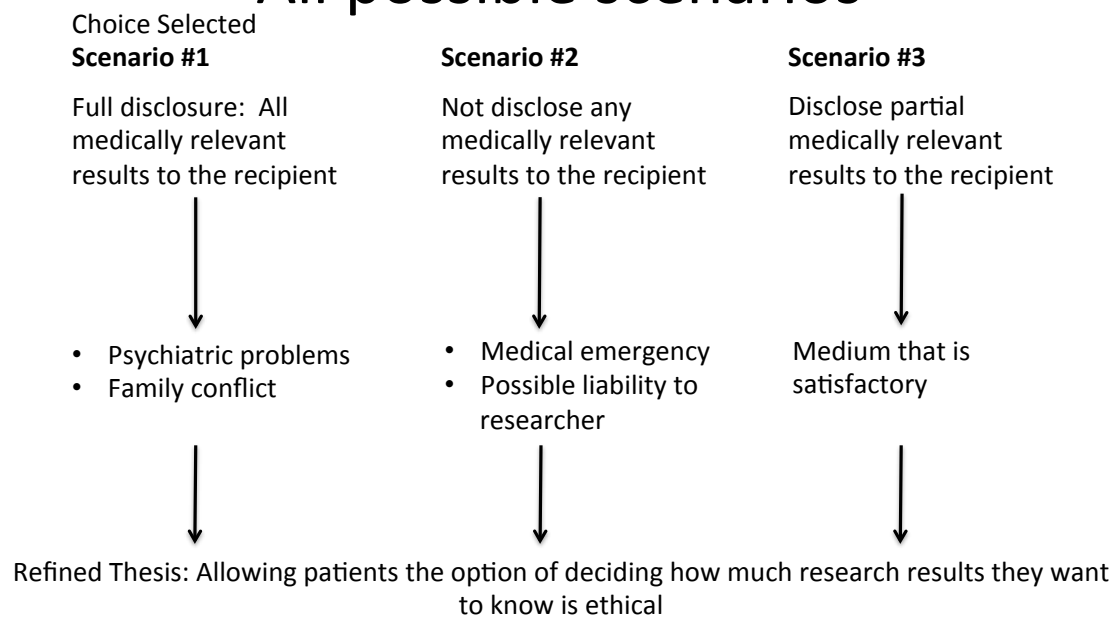 All possible scenarios
Choice Selected
Scenario #1
Full disclosure:  All
medically relevant
results to the recipient
• Psychiatric problems
• Family conflict
Scenario #2
Not disclose any
medically relevant
results to the recipient
• Medical emergency
• Possible liability to
researcher
Scenario #3
Disclose partial
medically relevant
results to the recipient
Medium that is
satisfactory
Refined Thesis: Allowing patients the option of deciding how much research results they want
to know is ethical